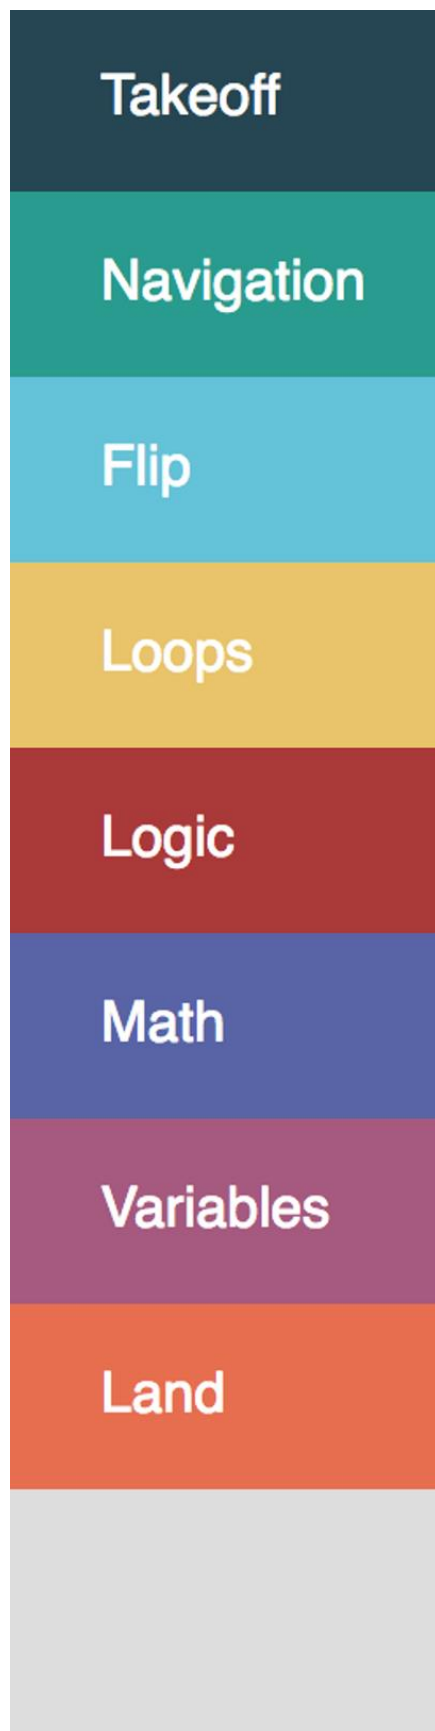 Takeoff
Navigation
Flip
Loops
Logic
Math
Variables
Land